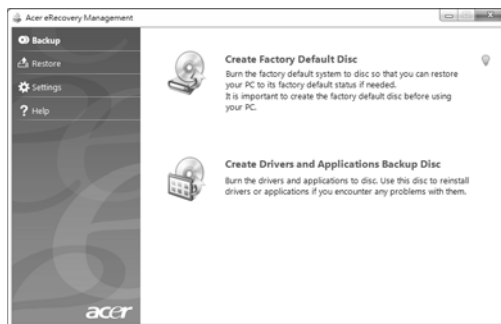 Acer eRecovery Management
Backup
Restore
Settings
Help
Create Factory Default Disc
Burn the factory default system to disc so that you can restore
your PC to its factory default status if needed.
It is important to create the factory default disc before using
your PC.
Create Drivers and Applications Backup Disc
Burn the drivers and applications to disc. Use this disc to reinstall
drivers or applications if you encounter any problems with them.
acer